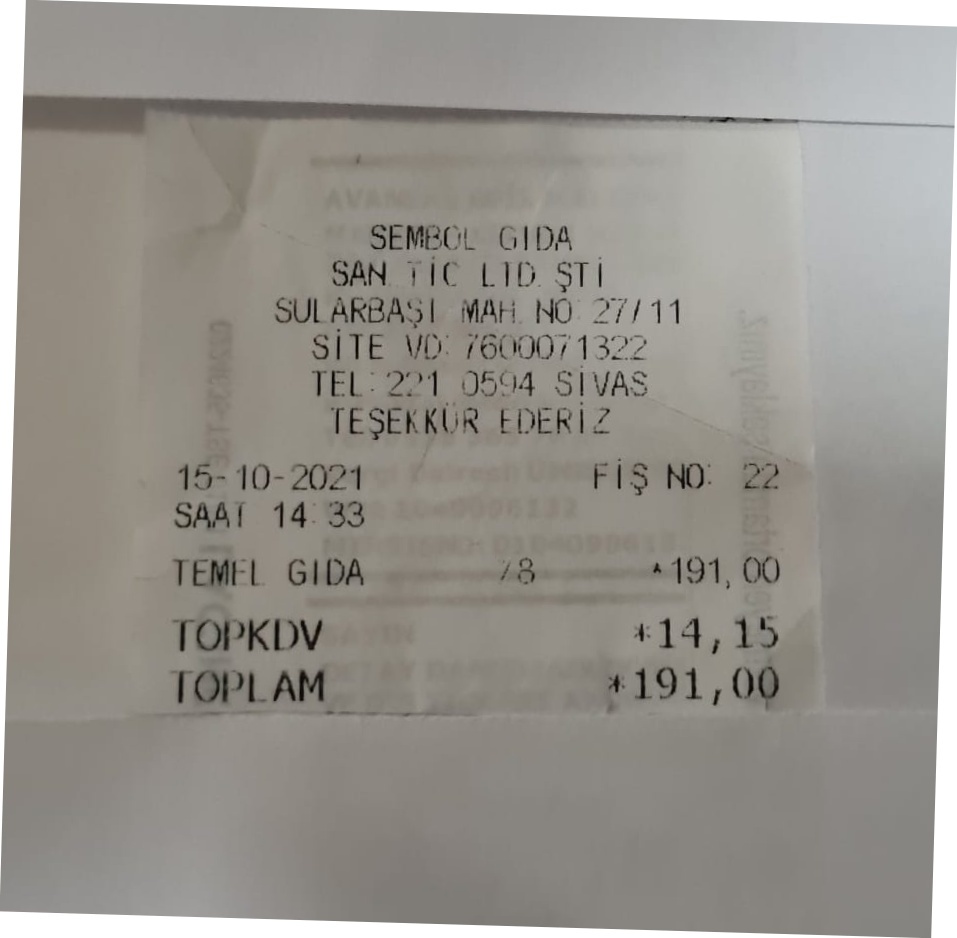 SEMBOL GIDA
SAN. TİC LTD. ŞTİ
SULARBAŞI MAH. NO: 27/11
SİTE VD: 7600071322
TEL: 221 0594 SİVAS
TEŞEKKÜR EDERİZ
15-10-2021 FİŞ NO: 22
SAAT 14:33
TEMEL GIDA %8 *191,00
TOPKDV *14,15
TOPLAM *191,00